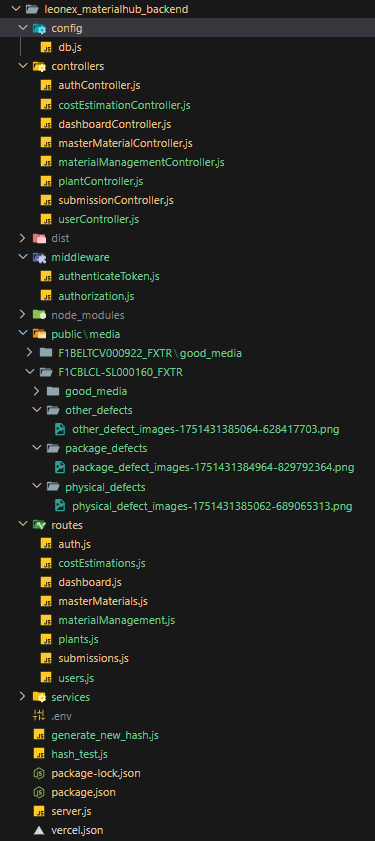 leonex_materialhub_backend
config
db.js
controllers
authController.js
costEstimationController.js
dashboardController.js
masterMaterialController.js
materialManagementController.js
plantController.js
submissionController.js
userController.js
dist
middleware
authenticateToken.js
authorization.js
node_modules
public\media
F1BELTCV000922_FXTR\good_media
F1CBLCL-SL000160_FXTR
good_media
other_defects
other_defect_images-1751431385064-628417703.png
package_defects
package_defect_images-1751431384964-829792364.png
physical_defects
physical_defect_images-1751431385062-689065313.png
routes
auth.js
costEstimations.js
dashboard.js
masterMaterials.js
materialManagement.js
plants.js
submissions.js
users.js
services
.env
generate_new_hash.js
hash_test.js
package-lock.json
package.json
server.js
vercel.json